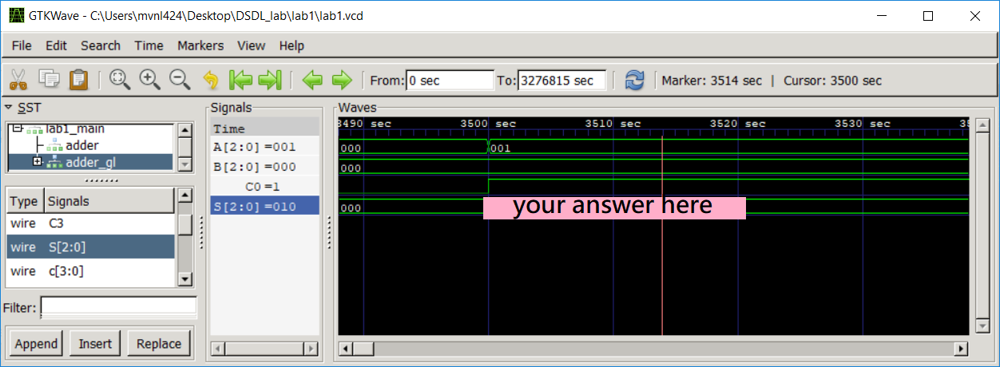 GTKWave - C:\Users\mvnl424\Desktop\DSDL_lab\lab1\lab1.vcd
File Edit Search Time Markers View Help
From: 0 sec To: 3276815 sec Marker: 3514 sec | Cursor: 3500 sec
SST
lab1_main
adder
adder_gl
Type Signals
wire C3
wire S[2:0]
wire c[3:0]
Filter:
Append Insert Replace
Signals
Time
A[2:0] =001
B[2:0] =000
C0 =1
S[2:0] =010
Waves
3490 sec 3500 sec 3510 sec 3520 sec 3530 sec
000 001
000
your answer here
000